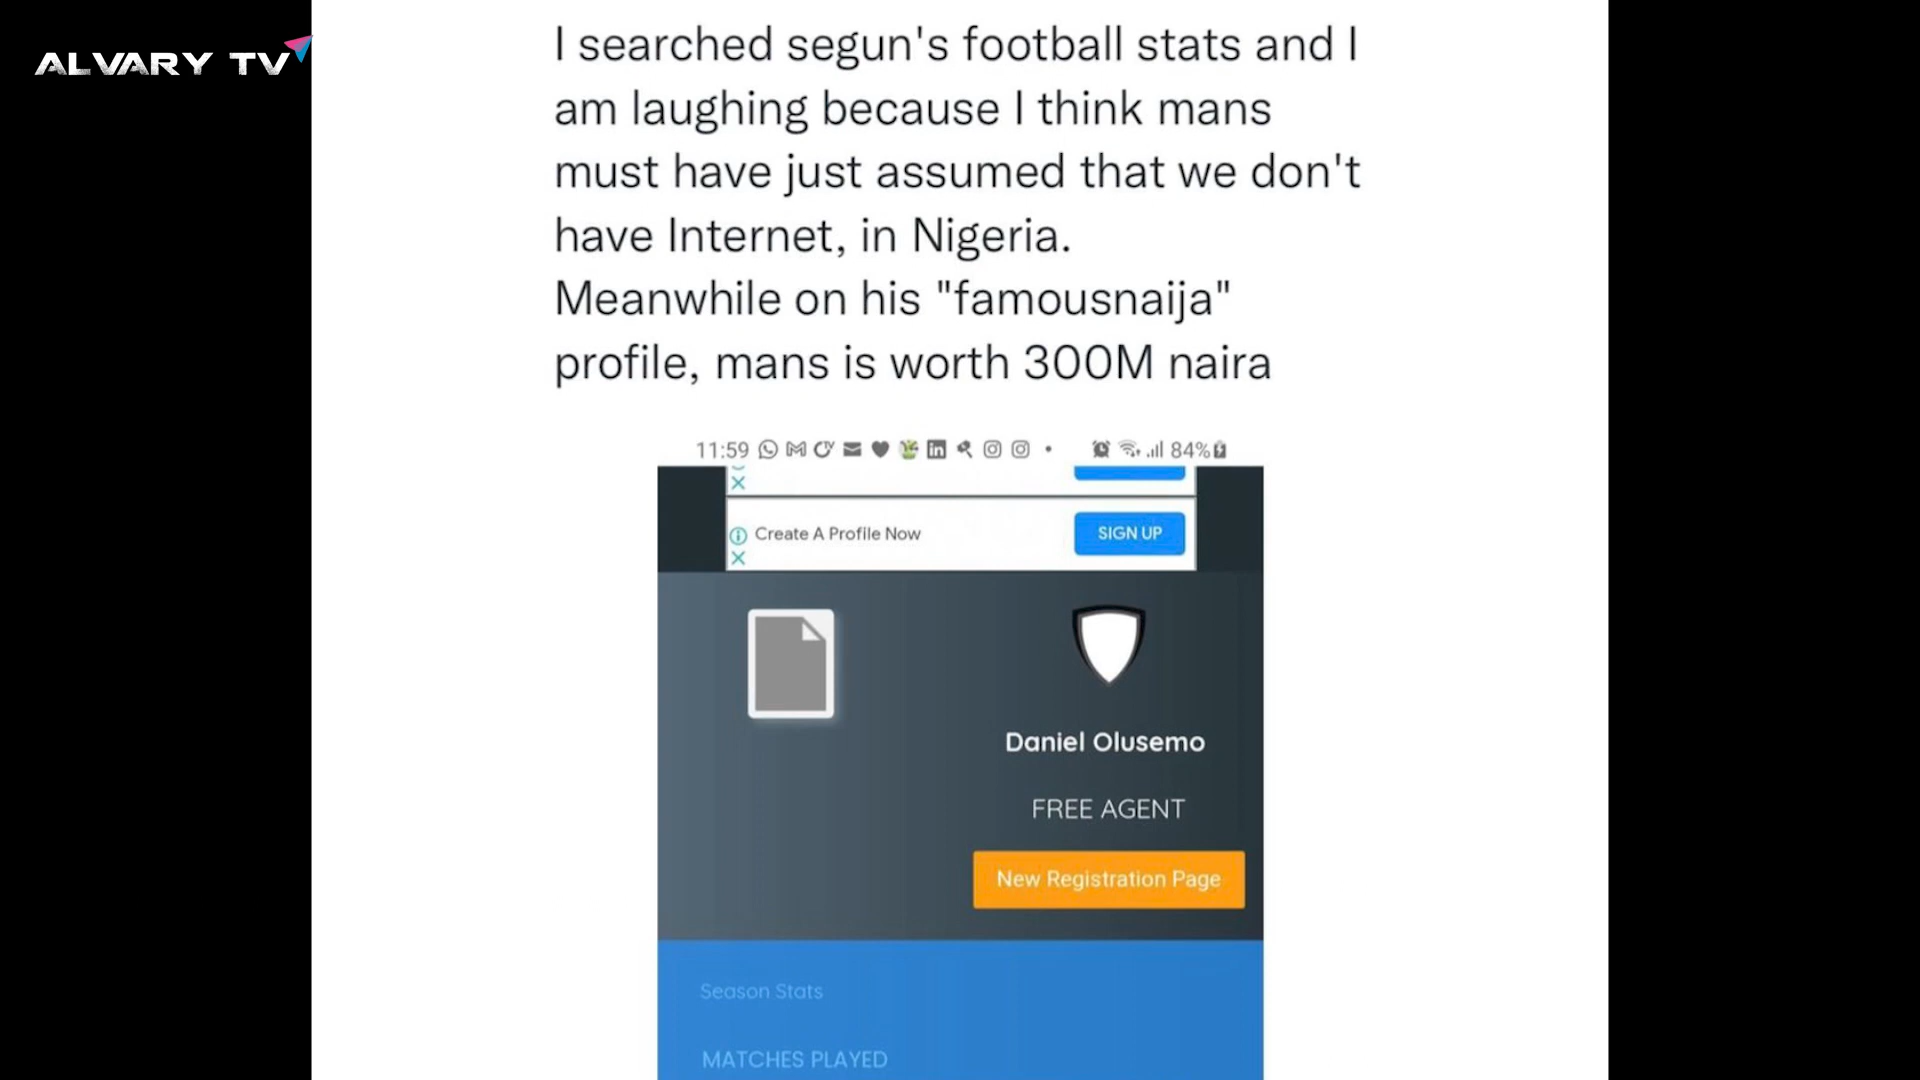 ALVARY TV
I searched segun's football stats and I
am laughing because I think mans
must have just assumed that we don't
have Internet, in Nigeria.
Meanwhile on his "famousnaija"
profile, mans is worth 300M naira
11:59 84%
Create A Profile Now SIGN UP
Daniel Olusemo
FREE AGENT
New Registration Page
Season Stats
MATCHES PLAYED